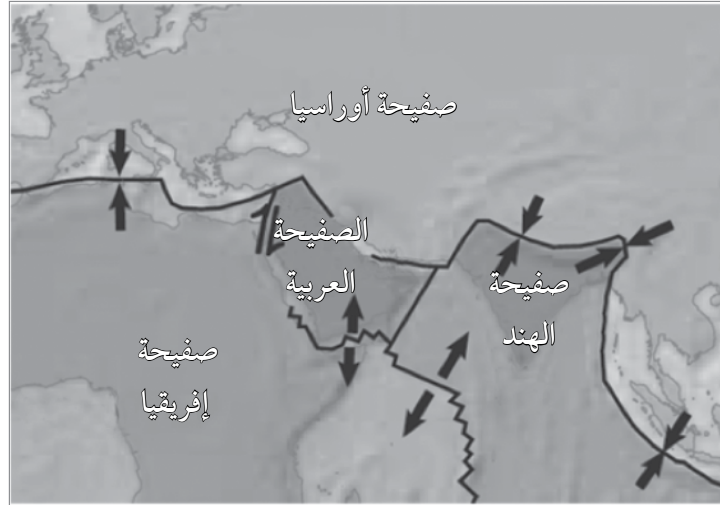 صفيحة أوراسيا
الصفيحة
العربية
صفيحة
الهند
صفيحة
إفريقيا